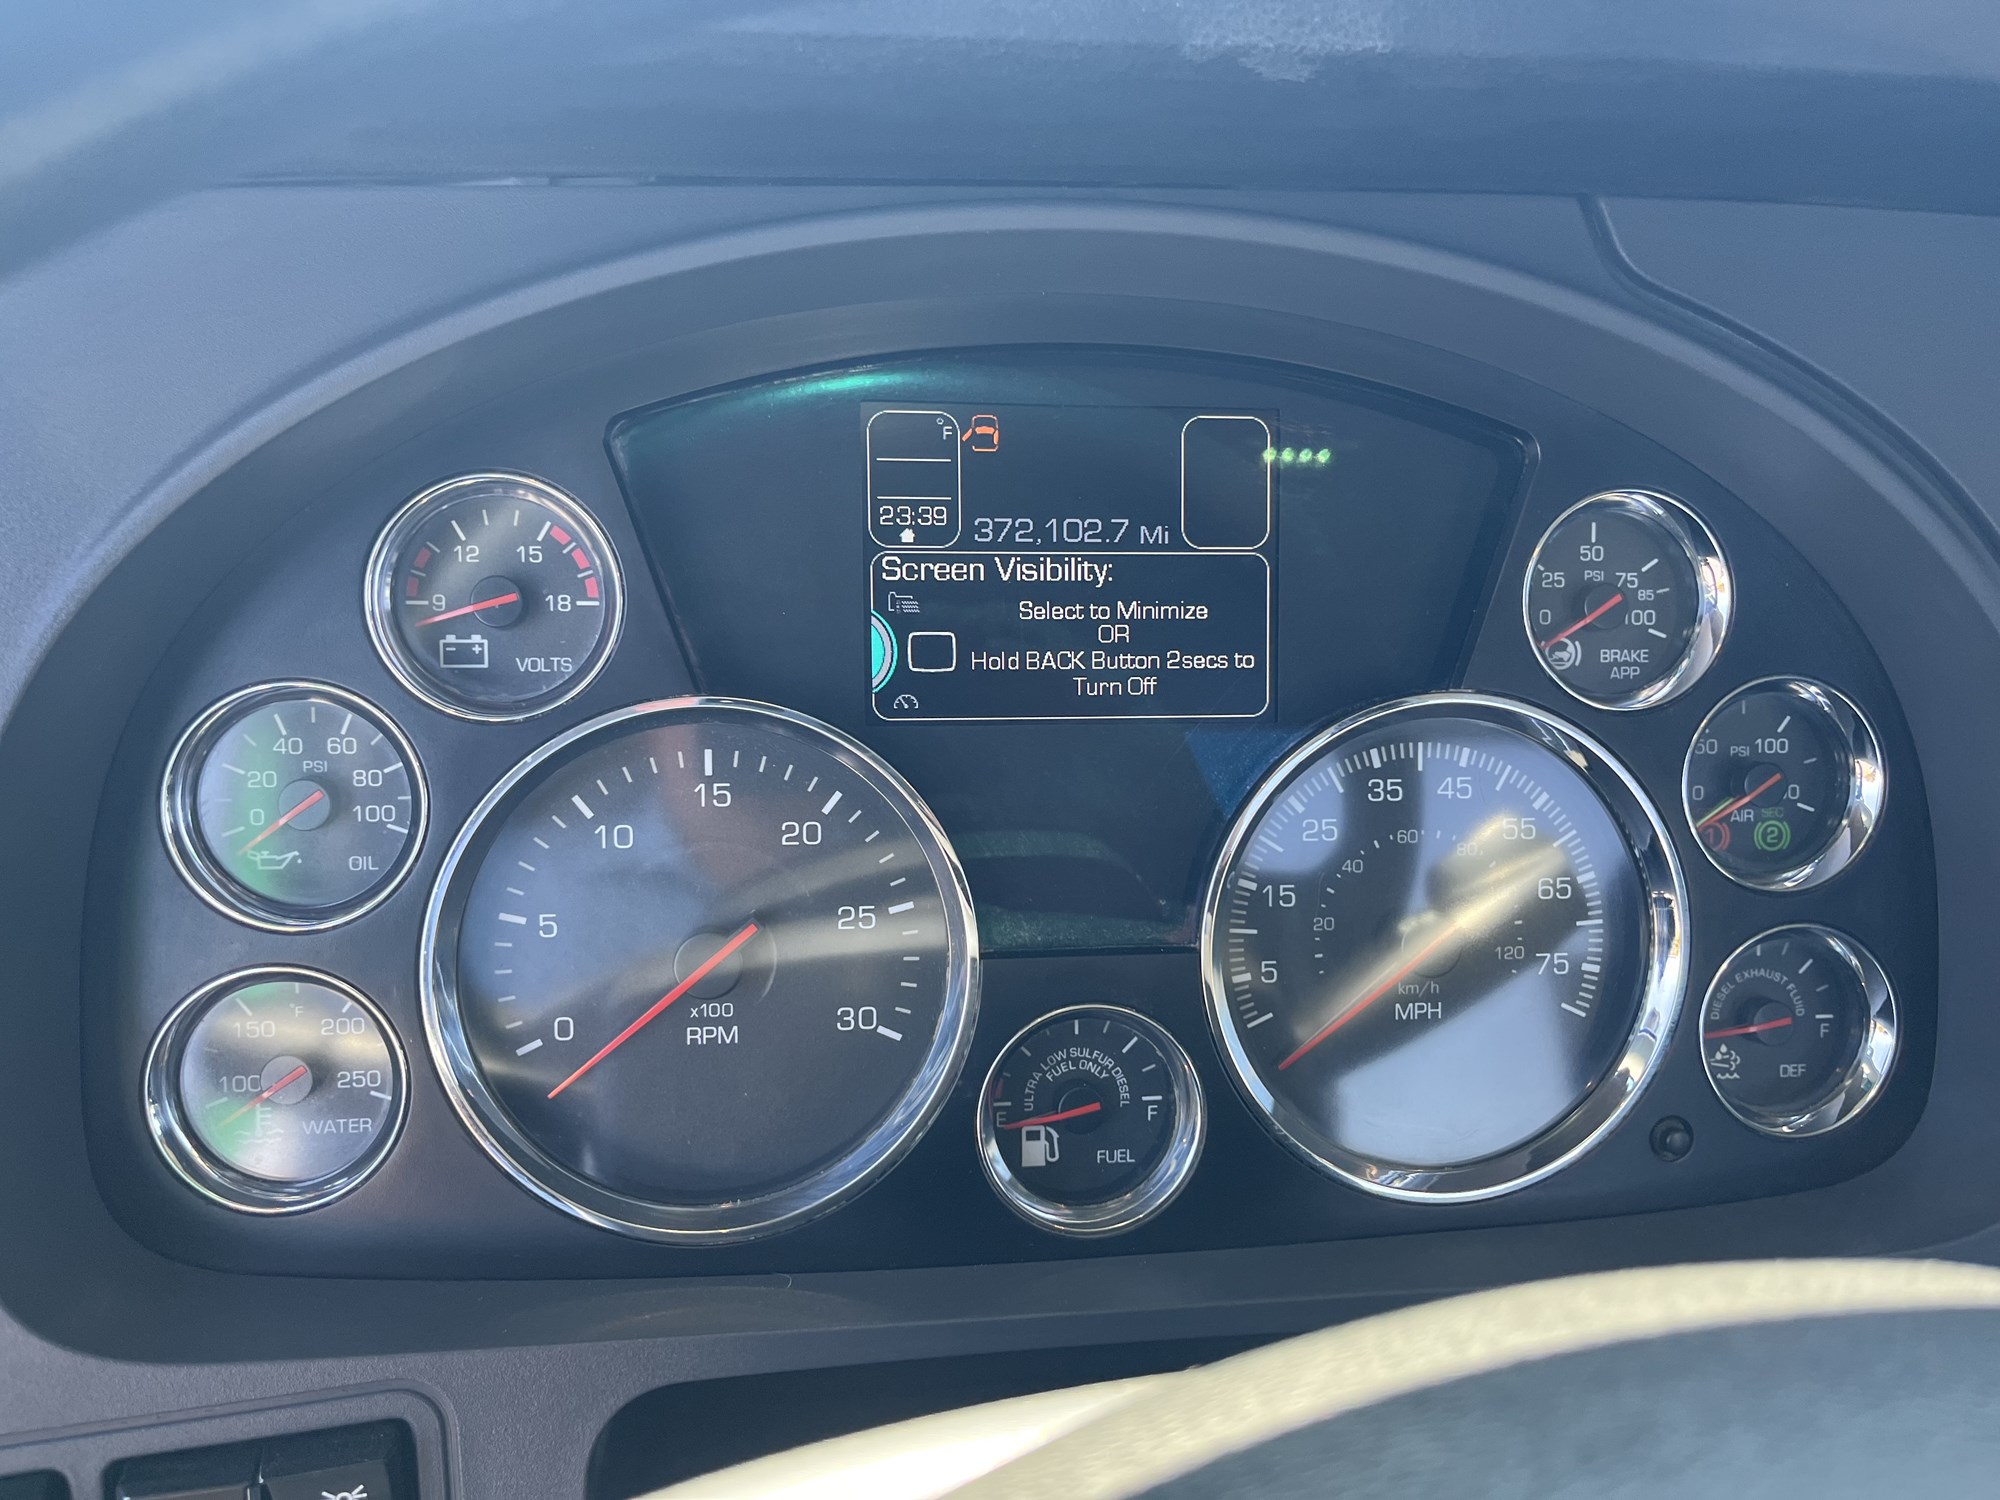 °F
23:39
372,102.7 Mi
Screen Visibility:
Select to Minimize
OR
Hold BACK Button 2secs to
Turn Off
12 15
9 18
VOLTS
40 60
PSI
20 80
0 100
OIL
°F
150 200
100 250
WATER
15
10 20
5 25
0 30
x100
RPM
ULTRA LOW SULFUR DIESEL
FUEL ONLY
E F
FUEL
35 45
25 55
15 65
5 75
60 80
40
20 120
km/h
MPH
50
25 PSI 75
85
0 100
BRAKE
APP
50 PSI 100
0
AIR SEC
1 2
DIESEL EXHAUST FLUID
F
DEF